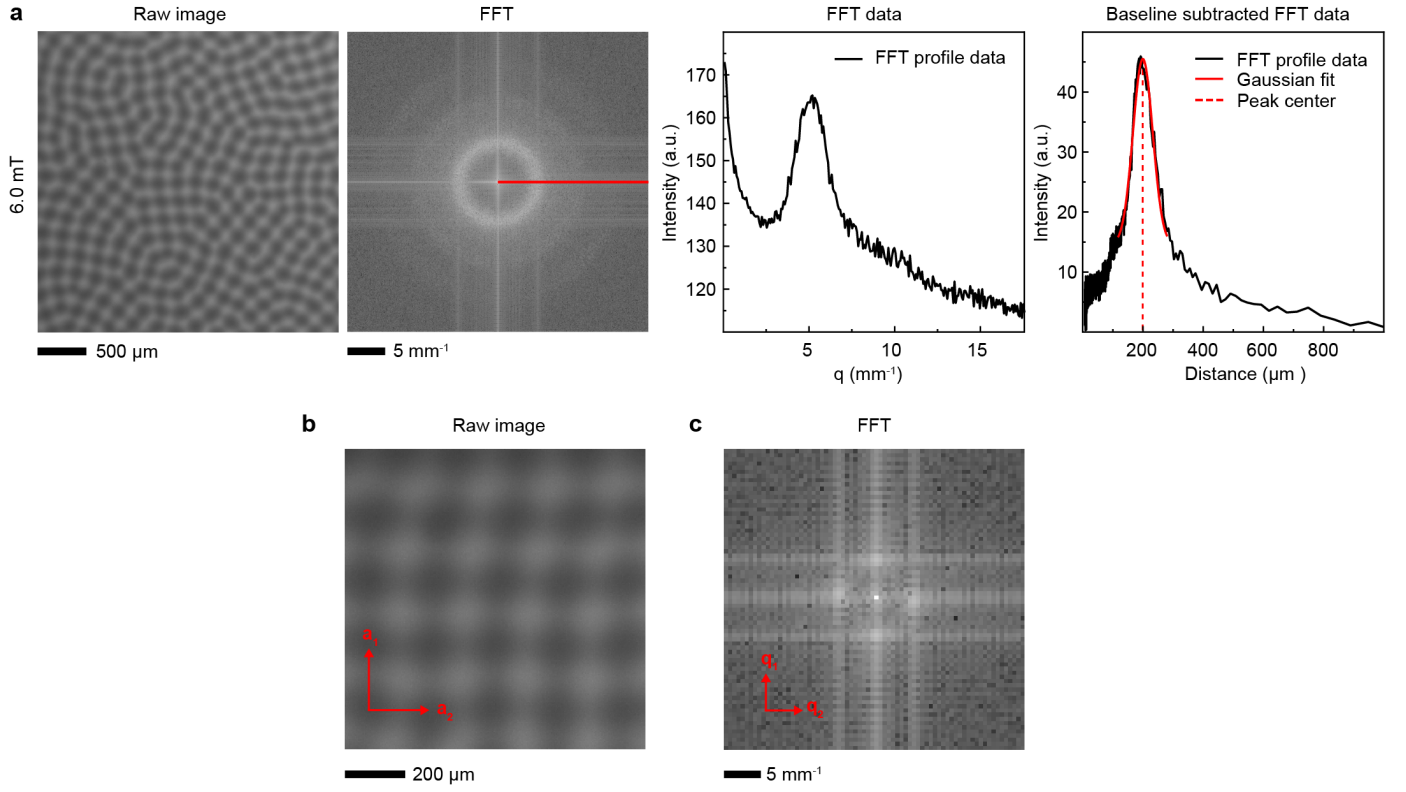 a
Raw image
FFT
FFT data
Baseline subtracted FFT data
6.0 mT
500 µm
5 mm⁻¹
FFT profile data
Intensity (a.u.)
170
160
150
140
130
120
5
10
15
q (mm⁻¹)
FFT profile data
Gaussian fit
Peak center
Intensity (a.u.)
40
30
20
10
200
400
600
800
Distance (µm )
b
Raw image
a₁
a₂
200 µm
c
FFT
q₁
q₂
5 mm⁻¹